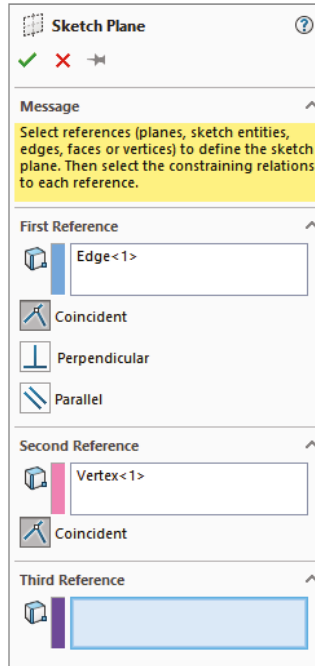 Sketch Plane
Message
Select references (planes, sketch entities,
edges, faces or vertices) to define the sketch
plane. Then select the constraining relations
to each reference.
First Reference
Edge<1>
Coincident
Perpendicular
Parallel
Second Reference
Vertex<1>
Coincident
Third Reference